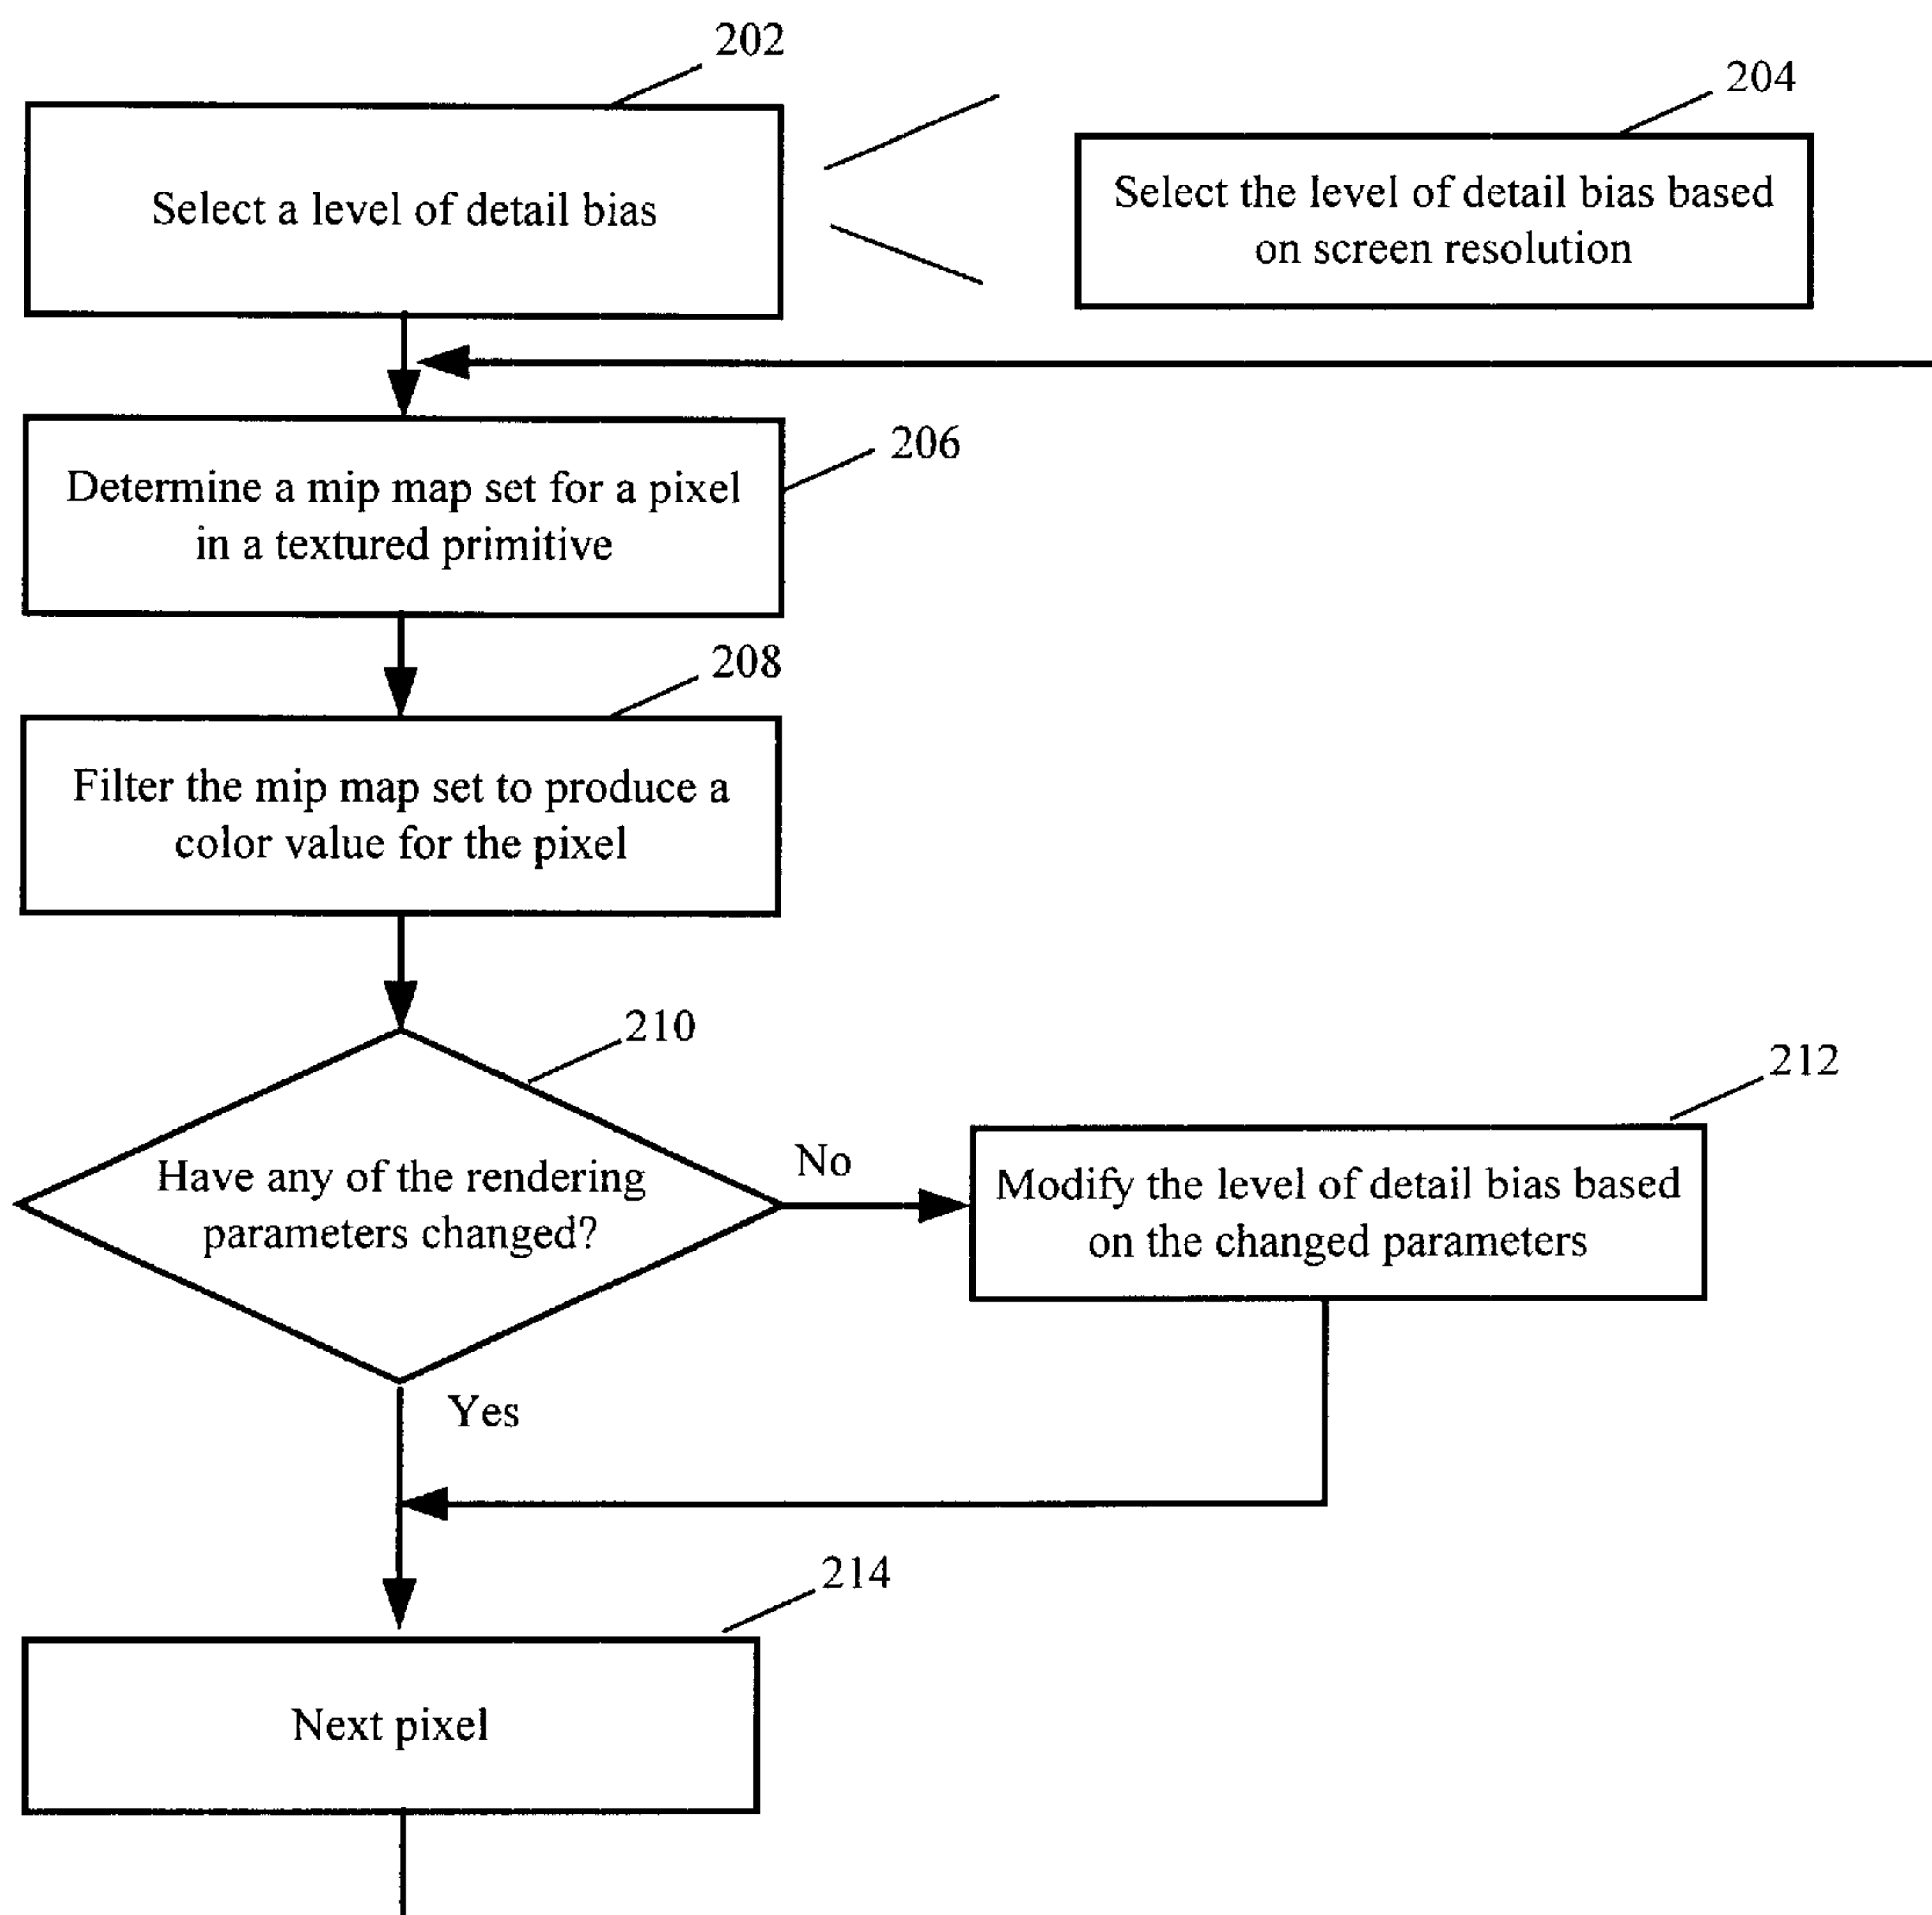 202
204
Select a level of detail bias
Select the level of detail bias based
on screen resolution
206
Determine a mip map set for a pixel
in a textured primitive
208
Filter the mip map set to produce a
color value for the pixel
210
212
Have any of the rendering
parameters changed?
No
Modify the level of detail bias based
on the changed parameters
Yes
214
Next pixel